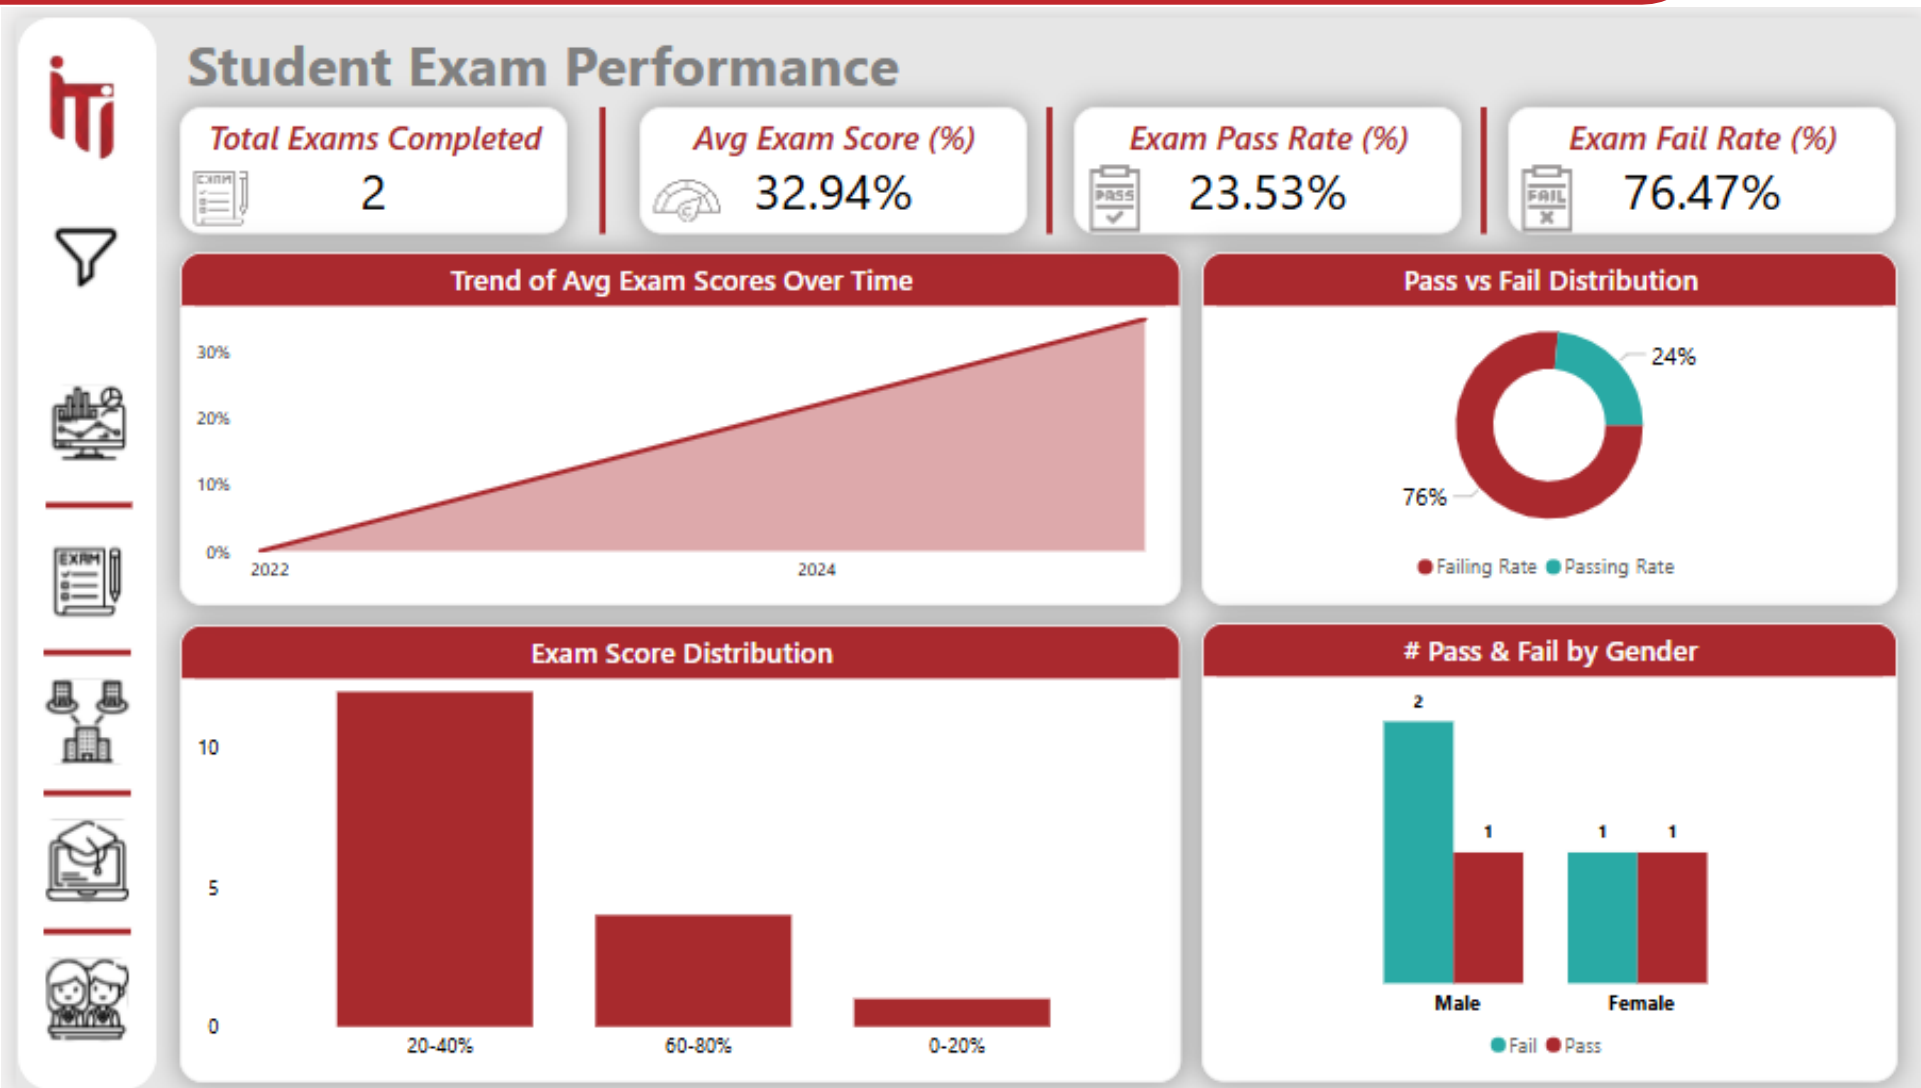 iTi
Student Exam Performance
Total Exams Completed
EXAM
2
Avg Exam Score (%)
32.94%
Exam Pass Rate (%)
PASS
23.53%
Exam Fail Rate (%)
FAIL
76.47%
Trend of Avg Exam Scores Over Time
30%
20%
10%
0%
2022
2024
Pass vs Fail Distribution
24%
76%
Failing Rate
Passing Rate
EXAM
Exam Score Distribution
10
5
0
20-40%
60-80%
0-20%
# Pass & Fail by Gender
2
1
1
1
Male
Female
Fail
Pass